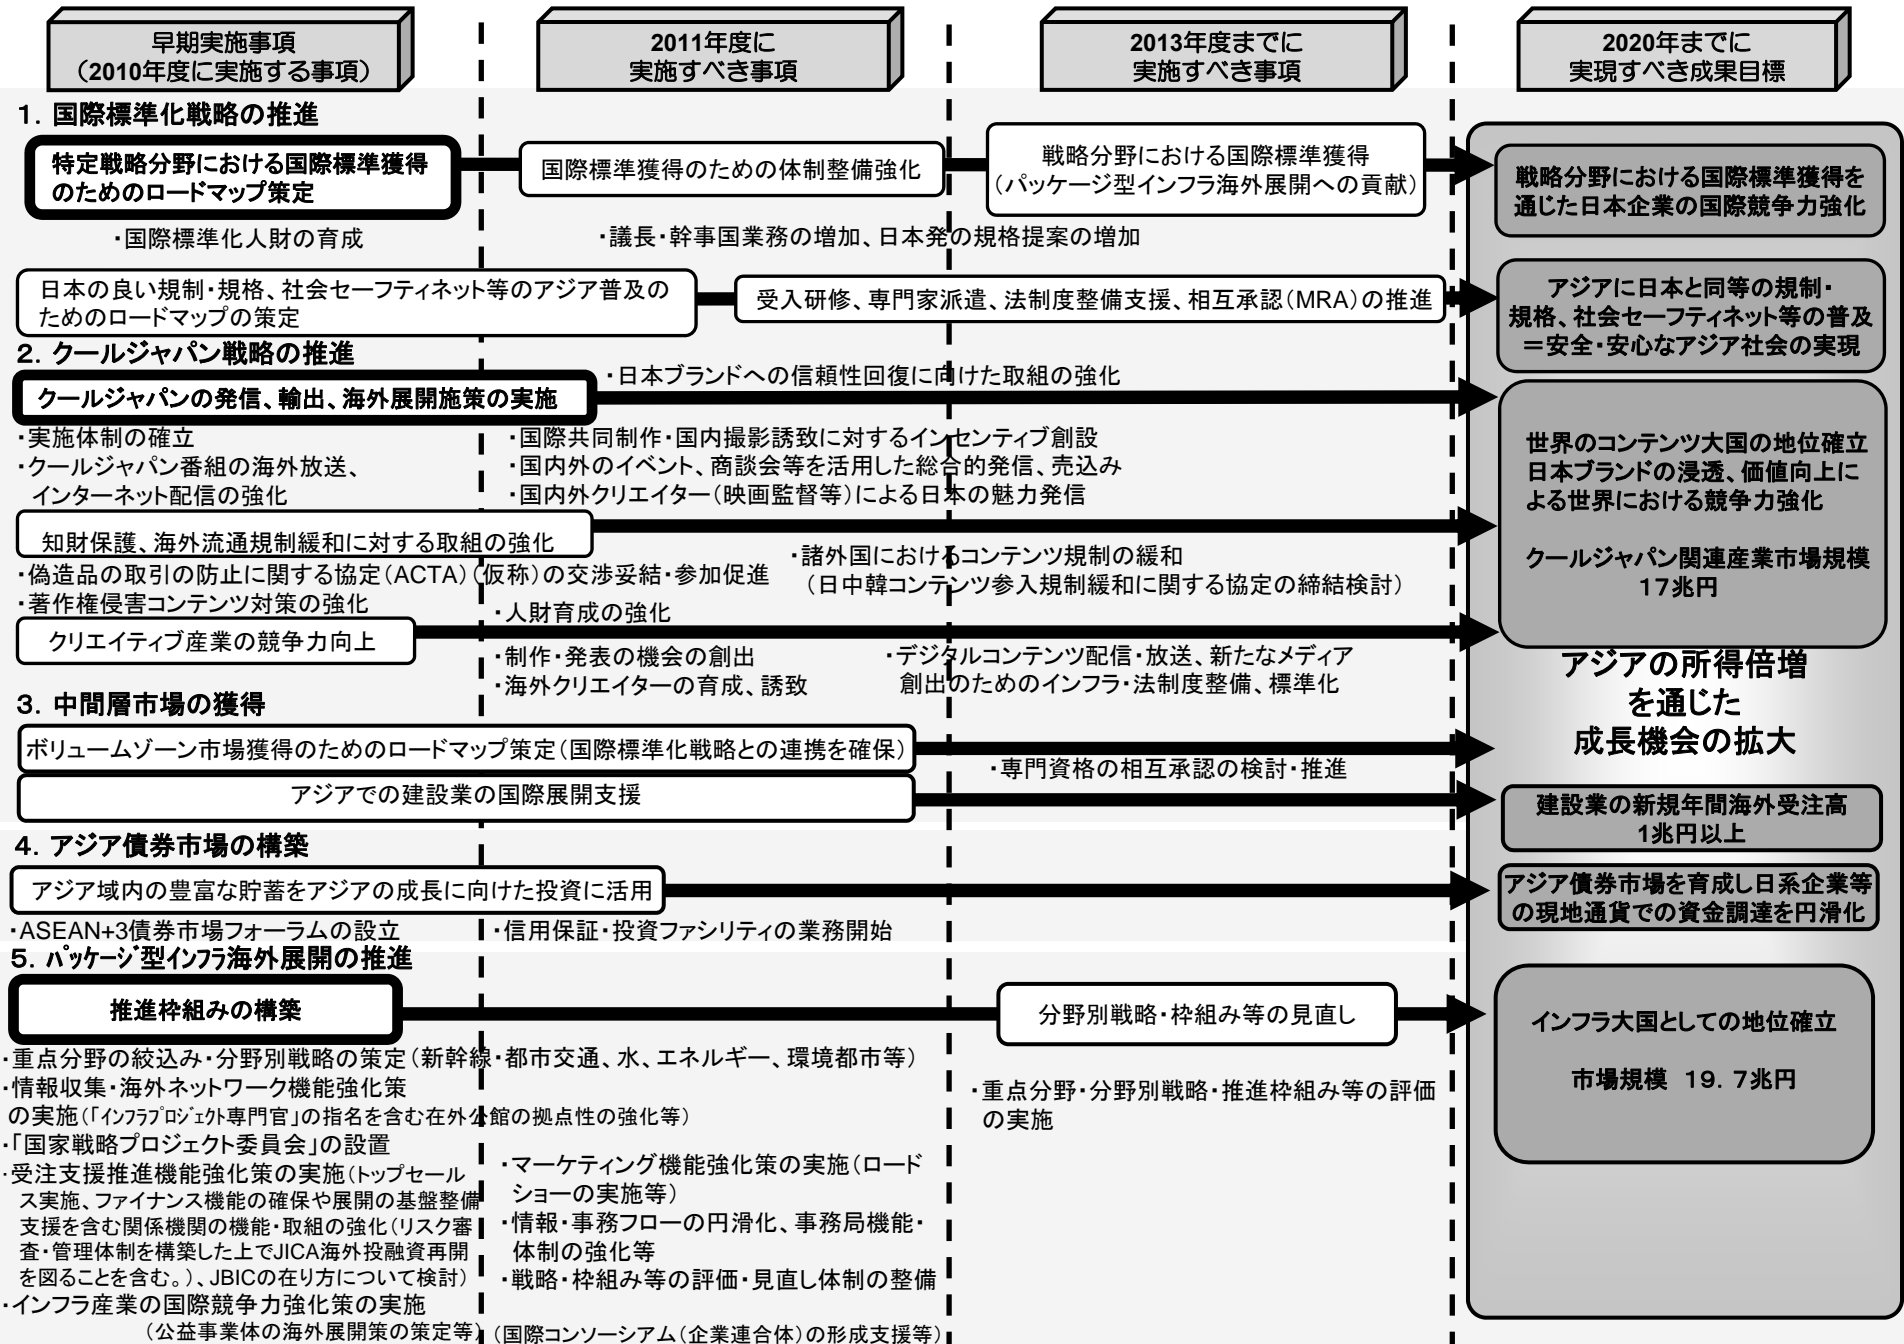 早期実施事項
（2010年度に実施する事項）
2011年度に
実施すべき事項
2013年度までに
実施すべき事項
2020年までに
実現すべき成果目標
１．国際標準化戦略の推進
特定戦略分野における国際標準獲得
のためのロードマップ策定
国際標準獲得のための体制整備強化
戦略分野における国際標準獲得
（パッケージ型インフラ海外展開への貢献）
戦略分野における国際標準獲得を
通じた日本企業の国際競争力強化
・国際標準化人財の育成
・議長・幹事国業務の増加、日本発の規格提案の増加
日本の良い規制・規格、社会セーフティネット等のアジア普及の
ためのロードマップの策定
受入研修、専門家派遣、法制度整備支援、相互承認（MRA）の推進
アジアに日本と同等の規制・
規格、社会セーフティネット等の普及
＝安全・安心なアジア社会の実現
２．クールジャパン戦略の推進
・日本ブランドへの信頼性回復に向けた取組の強化
クールジャパンの発信、輸出、海外展開施策の実施
・実施体制の確立
・クールジャパン番組の海外放送、
インターネット配信の強化
・国際共同制作・国内撮影誘致に対するインセンティブ創設
・国内外のイベント、商談会等を活用した総合的発信、売込み
・国内外クリエイター（映画監督等）による日本の魅力発信
世界のコンテンツ大国の地位確立
日本ブランドの浸透、価値向上に
よる世界における競争力強化
クールジャパン関連産業市場規模
17兆円
知財保護、海外流通規制緩和に対する取組の強化
・偽造品の取引の防止に関する協定（ACTA）（仮称）の交渉妥結・参加促進
・著作権侵害コンテンツ対策の強化
・諸外国におけるコンテンツ規制の緩和
（日中韓コンテンツ参入規制緩和に関する協定の締結検討）
・人財育成の強化
クリエイティブ産業の競争力向上
・制作・発表の機会の創出
・海外クリエイターの育成、誘致
・デジタルコンテンツ配信・放送、新たなメディア
創出のためのインフラ・法制度整備、標準化
アジアの所得倍増
を通じた
成長機会の拡大
３．中間層市場の獲得
ボリュームゾーン市場獲得のためのロードマップ策定（国際標準化戦略との連携を確保）
・専門資格の相互承認の検討・推進
アジアでの建設業の国際展開支援
建設業の新規年間海外受注高
1兆円以上
４．アジア債券市場の構築
アジア域内の豊富な貯蓄をアジアの成長に向けた投資に活用
アジア債券市場を育成し日系企業等
の現地通貨での資金調達を円滑化
・ASEAN+3債券市場フォーラムの設立
・信用保証・投資ファシリティの業務開始
５．パッケージ型インフラ海外展開の推進
推進枠組みの構築
分野別戦略・枠組み等の見直し
インフラ大国としての地位確立
市場規模　19．7兆円
・重点分野の絞込み・分野別戦略の策定（新幹線・都市交通、水、エネルギー、環境都市等）
・情報収集・海外ネットワーク機能強化策
の実施（「インフラプロジェクト専門官」の指名を含む在外公館の拠点性の強化等）
・「国家戦略プロジェクト委員会」の設置
・受注支援推進機能強化策の実施（トップセール
ス実施、ファイナンス機能の確保や展開の基盤整備
支援を含む関係機関の機能・取組の強化（リスク審
査・管理体制を構築した上でJICA海外投融資再開
を図ることを含む。）、JBICの在り方について検討）
・インフラ産業の国際競争力強化策の実施
（公益事業体の海外展開策の策定等）
・マーケティング機能強化策の実施（ロード
ショーの実施等）
・情報・事務フローの円滑化、事務局機能・
体制の強化等
・戦略・枠組み等の評価・見直し体制の整備
（国際コンソーシアム（企業連合体）の形成支援等）
・重点分野・分野別戦略・推進枠組み等の評価
の実施